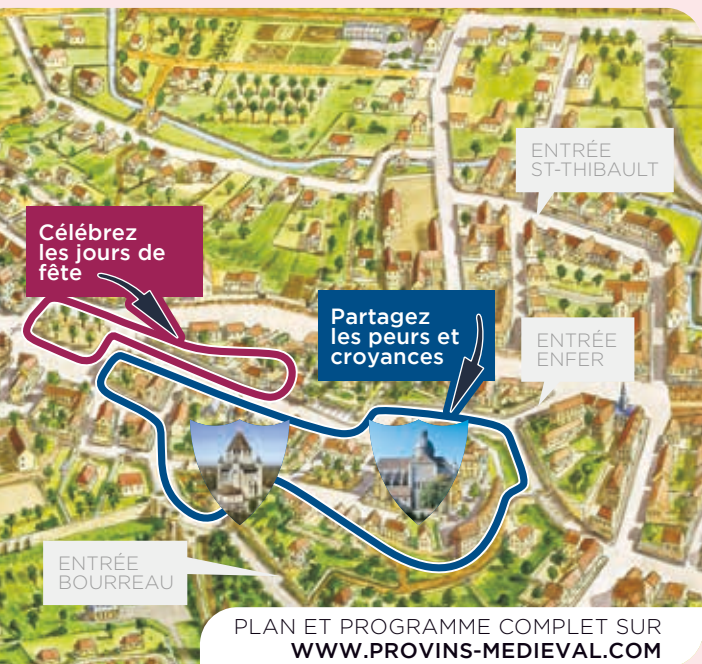 ENTRÉE
ST-THIBAULT
Célébrez
les jours de
fête
Partagez
les peurs et
croyances
ENTRÉE
ENFER
ENTRÉE
BOURREAU
PLAN ET PROGRAMME COMPLET SUR
WWW.PROVINS-MEDIEVAL.COM